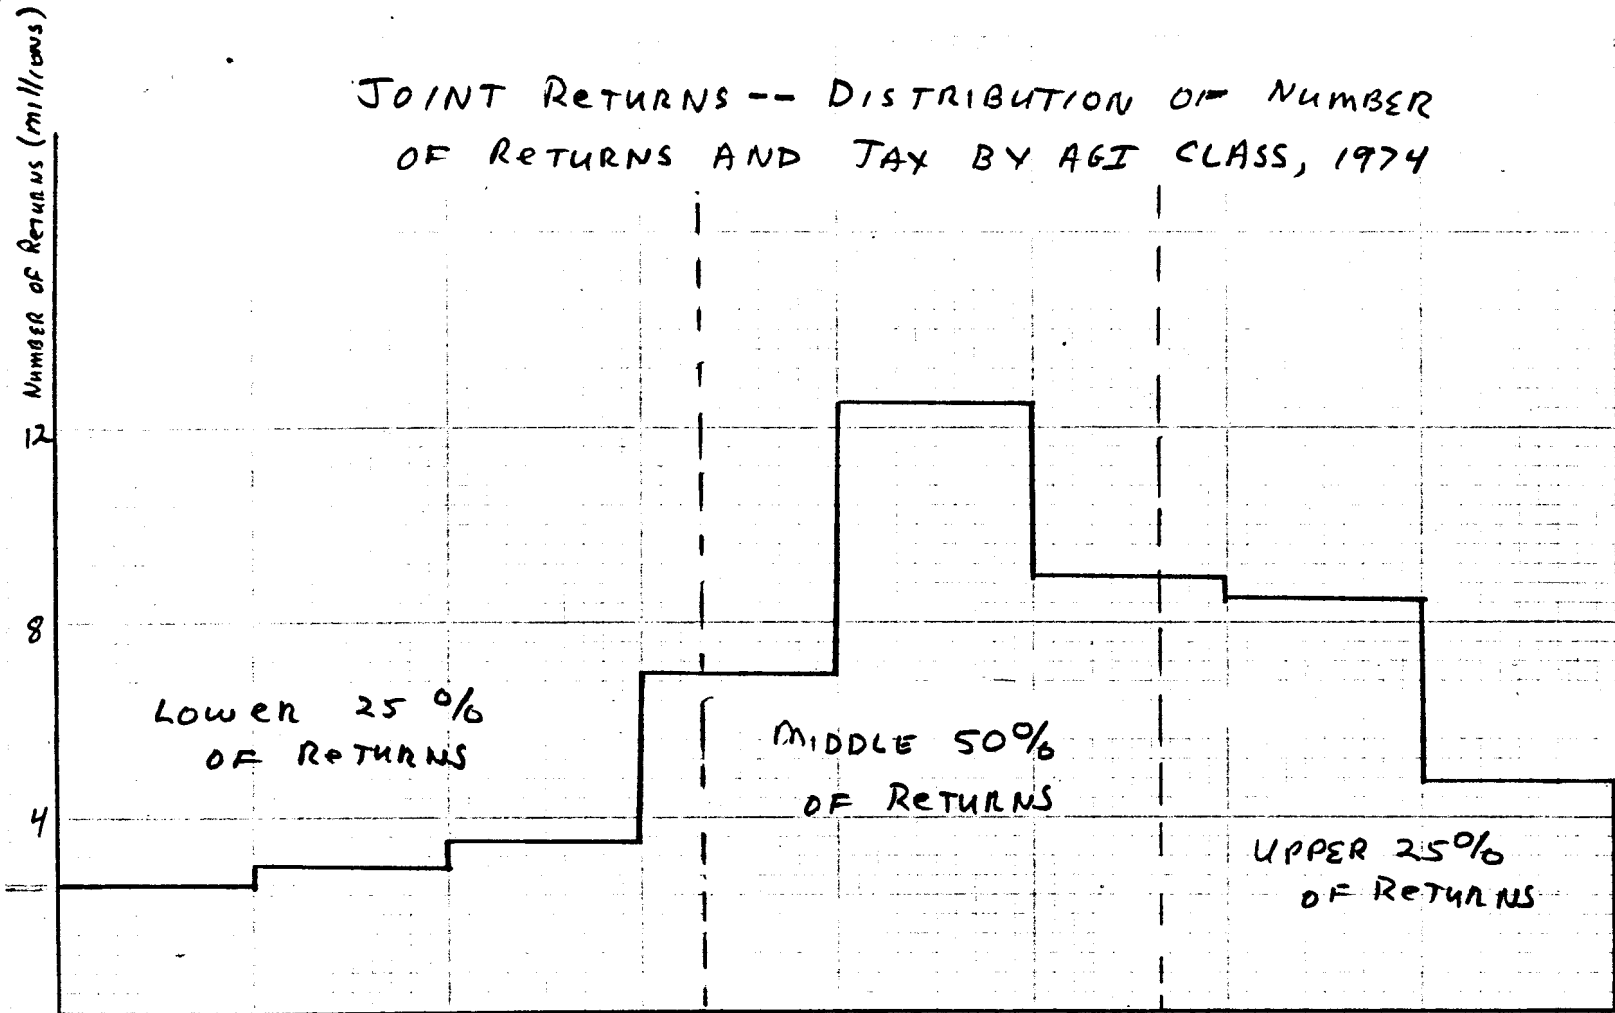 Number of Returns (millions)
JOINT RETURNS -- DISTRIBUTION OF NUMBER
OF RETURNS AND TAX BY AGI CLASS, 1974
12
8
LOWER 25 %
OF RETURNS
MIDDLE 50%
OF RETURNS
4
UPPER 25%
OF RETURNS